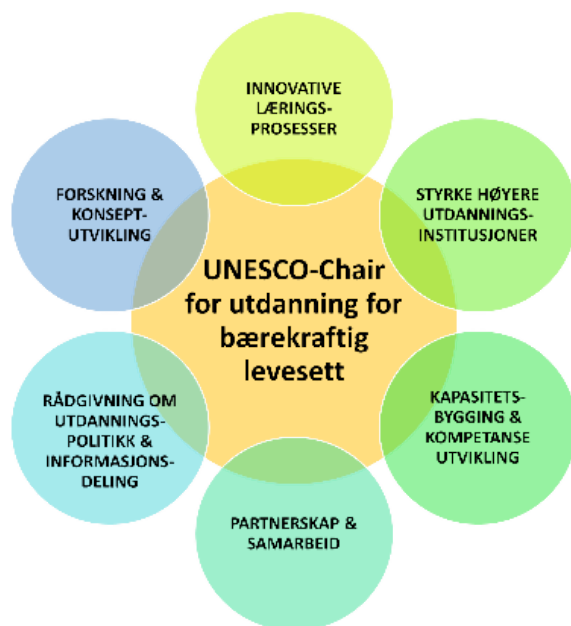 INNOVATIVE
LÆRINGS-
PROSESSER
STYRKE HØYERE
UTDANNINGS-
INSTITUSJONER
KAPASITETS-
BYGGING &
KOMPETANSE
UTVIKLING
PARTNERSKAP &
SAMARBEID
RÅDGIVNING OM
UTDANNINGS-
POLITIKK &
INFORMASJONS-
DELING
FORSKNING &
KONSEPT-
UTVIKLING
UNESCO-Chair
for utdanning for
bærekraftig
levesett